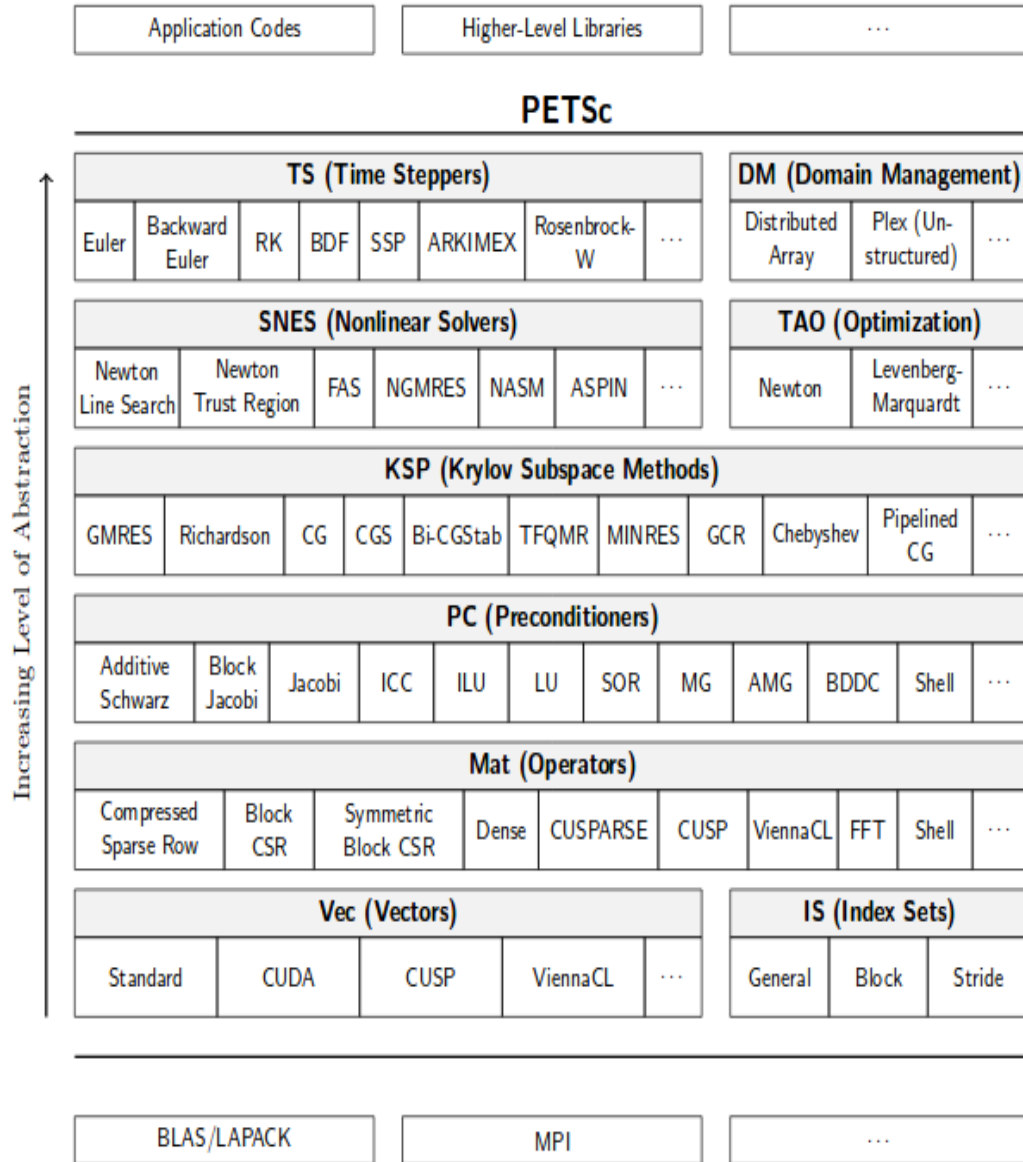 Application Codes
Higher-Level Libraries
...
PETSc
Increasing Level of Abstraction
TS (Time Steppers)
Euler
Backward
Euler
RK
BDF
SSP
ARKIMEX
Rosenbrock-
W
...
DM (Domain Management)
Distributed
Array
Plex (Un-
structured)
...
SNES (Nonlinear Solvers)
Newton
Line Search
Newton
Trust Region
FAS
NGMRES
NASM
ASPIN
...
TAO (Optimization)
Newton
Levenberg-
Marquardt
...
KSP (Krylov Subspace Methods)
GMRES
Richardson
CG
CGS
Bi-CGStab
TFQMR
MINRES
GCR
Chebyshev
Pipelined
CG
...
PC (Preconditioners)
Additive
Schwarz
Block
Jacobi
Jacobi
ICC
ILU
LU
SOR
MG
AMG
BDDC
Shell
...
Mat (Operators)
Compressed
Sparse Row
Block
CSR
Symmetric
Block CSR
Dense
CUSPARSE
CUSP
ViennaCL
FFT
Shell
...
Vec (Vectors)
Standard
CUDA
CUSP
ViennaCL
...
IS (Index Sets)
General
Block
Stride
BLAS/LAPACK
MPI
...